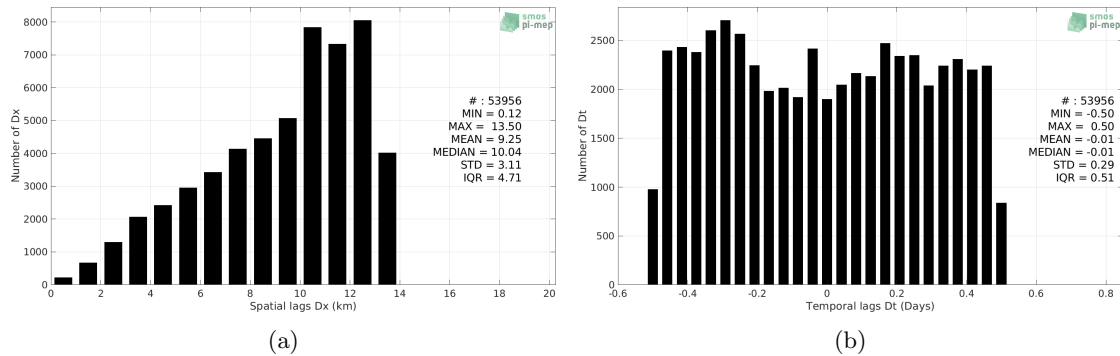 8000
7000
6000
5000
4000
3000
2000
1000
0
Number of Dx
0 2 4 6 8 10 12 14 16 18 20
Spatial lags Dx (km)
smos
pi-mep
# : 53956
MIN = 0.12
MAX = 13.50
MEAN = 9.25
MEDIAN = 10.04
STD = 3.11
IQR = 4.71
(a)
2500
2000
1500
1000
500
0
Number of Dt
-0.6 -0.4 -0.2 0 0.2 0.4 0.6 0.8
Temporal lags Dt (Days)
smos
pi-mep
# : 53956
MIN = -0.50
MAX = 0.50
MEAN = -0.01
MEDIAN = -0.01
STD = 0.29
IQR = 0.51
(b)